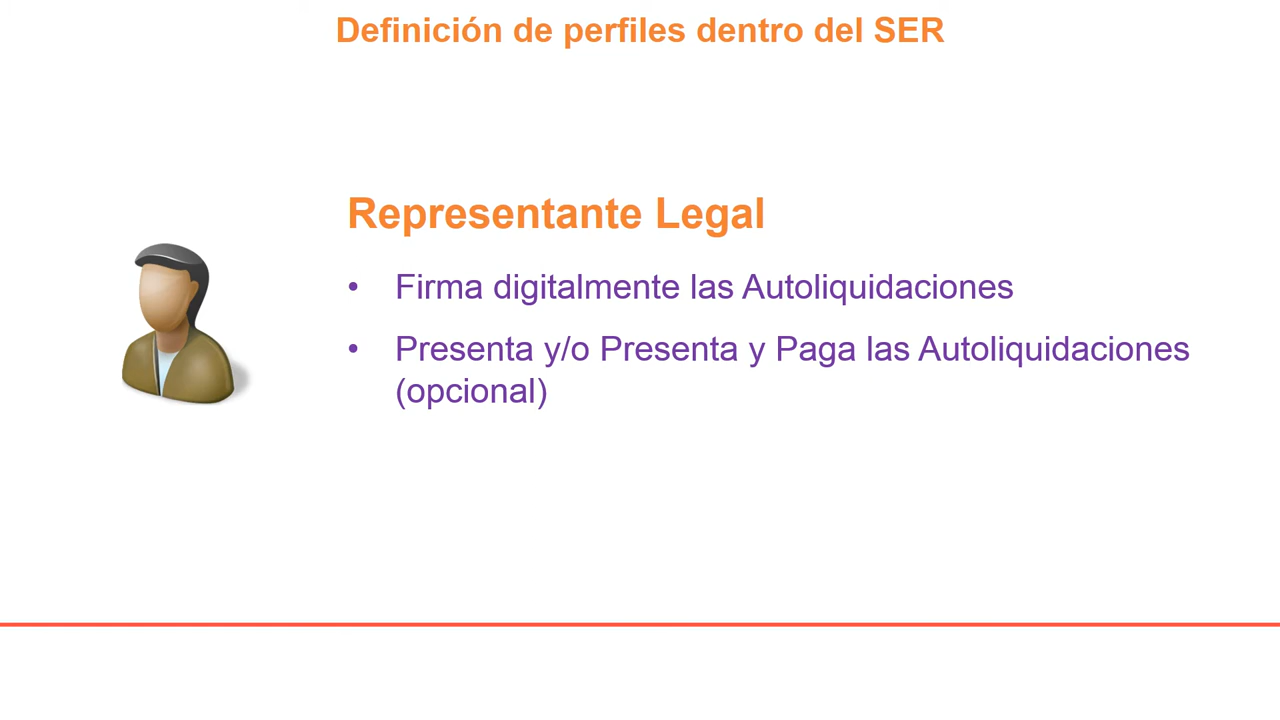 Definición de perfiles dentro del SER
Representante Legal
• Firma digitalmente las Autoliquidaciones
• Presenta y/o Presenta y Paga las Autoliquidaciones
(opcional)